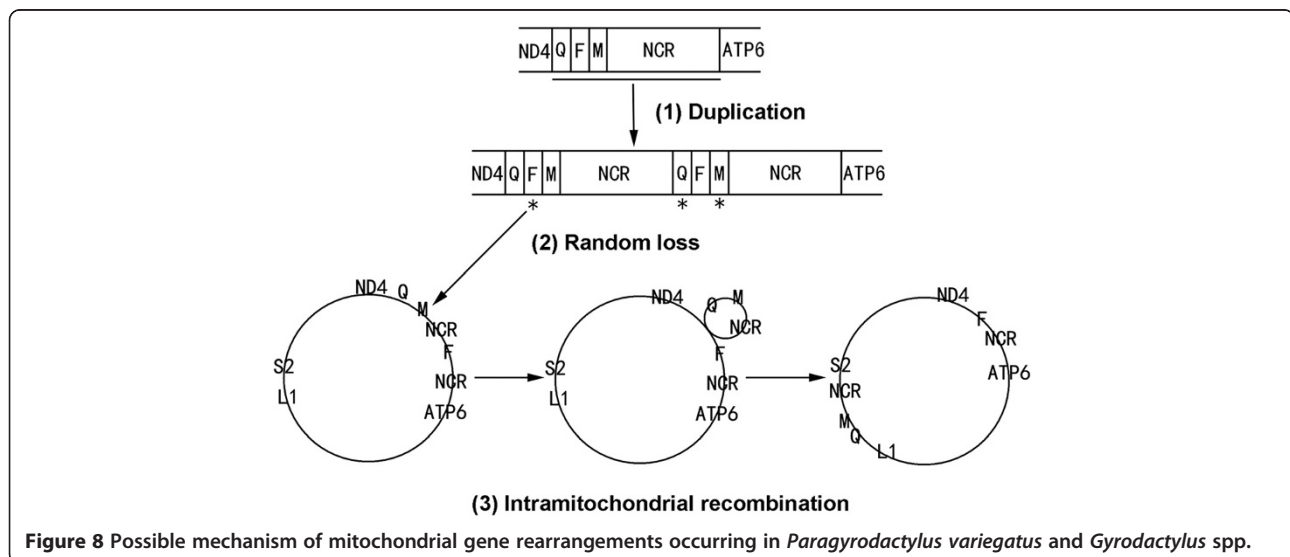 ND4 Q F M NCR ATP6
(1) Duplication
ND4 Q F M NCR Q F M NCR ATP6
* * *
(2) Random loss
ND4 Q M NCR F NCR ATP6 L1 S2
ND4 Q M NCR F NCR ATP6 L1 S2
ND4 F NCR ATP6 L1 Q M NCR S2
(3) Intramitochondrial recombination
Figure 8 Possible mechanism of mitochondrial gene rearrangements occurring in Paragyrodactylus variegatus and Gyrodactylus spp.